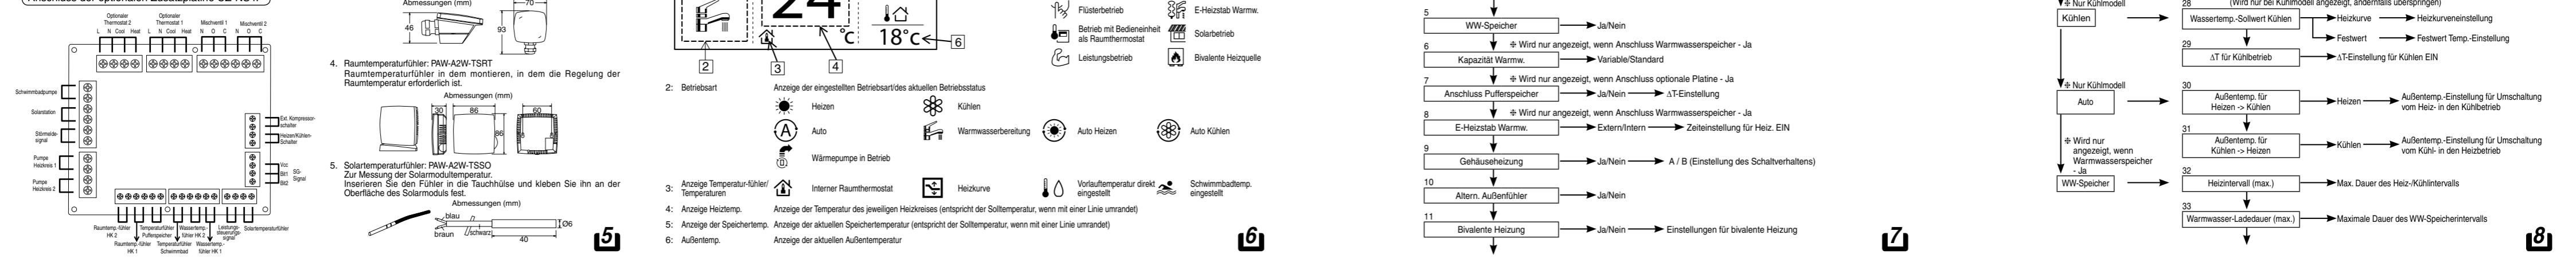 Optionaler Thermostat 2
Optionaler Thermostat 1
Mischventil 1
Mischventil 2
L N Cool Heat
L N Cool Heat
N O C
N O C
Schwimmbadpumpe
Solarstation
Störmelde-signal
Pumpe Heizkreis 1
Pumpe Heizkreis 2
Ext. Kompressor-schalter
Heizen/Kühlen-Schalter
Vcc
Bit1
Bit2
SG-Signal
Raumtemp.-fühler HK 2
Temperaturfühler Pufferspeicher
Wassertemp.-fühler HK 2
Leistungs-steuerungs-signal
Solartemperaturfühler
Raumtemp.-fühler HK 1
Temperaturfühler Schwimmbad
Wassertemp.-fühler HK 1
Abmessungen (mm)
70
46
93
4. Raumtemperaturfühler: PAW-A2W-TSRT
Raumtemperaturfühler in dem montieren, in dem die Regelung der
Raumtemperatur erforderlich ist.
Abmessungen (mm)
30
86
60
86
5. Solartemperaturfühler: PAW-A2W-TSSO
Zur Messung der Solarmodultemperatur.
Inserieren Sie den Fühler in die Tauchhülse und kleben Sie ihn an der
Oberfläche des Solarmoduls fest.
Abmessungen (mm)
blau
braun
schwarz
Ø6
40
5
24
°c
18°c
2
3
4
6
Flüsterbetrieb
E-Heizstab Warmw.
Betrieb mit Bedieneinheit
als Raumthermostat
Solarbetrieb
Leistungsbetrieb
Bivalente Heizquelle
2: Betriebsart
Anzeige der eingestellten Betriebsart/des aktuellen Betriebsstatus
Heizen
Kühlen
A
Auto
Warmwasserbereitung
Auto Heizen
Auto Kühlen
Wärmepumpe in Betrieb
3: Anzeige Temperatur-fühler/
Temperaturen
Interner Raumthermostat
Heizkurve
Vorlauftemperatur direkt
eingestellt
Schwimmbadtemp.
eingestellt
4: Anzeige Heiztemp. Anzeige der Temperatur des jeweiligen Heizkreises (entspricht der Solltemperatur, wenn mit einer Linie umrandet)
5: Anzeige der Speichertemp. Anzeige der aktuellen Speichertemperatur (entspricht der Solltemperatur, wenn mit einer Linie umrandet)
6: Außentemp. Anzeige der aktuellen Außentemperatur
6
5
WW-Speicher
Ja/Nein
6
❉ Wird nur angezeigt, wenn Anschluss Warmwasserspeicher - Ja
Kapazität Warmw.
Variable/Standard
7
❉ Wird nur angezeigt, wenn Anschluss optionale Platine - Ja
Anschluss Pufferspeicher
Ja/Nein
ΔT-Einstellung
8
❉ Wird nur angezeigt, wenn Anschluss Warmwasserspeicher - Ja
E-Heizstab Warmw.
Extern/Intern
Zeiteinstellung für Heiz. EIN
9
Gehäuseheizung
Ja/Nein
A / B (Einstellung des Schaltverhaltens)
10
Altern. Außenfühler
Ja/Nein
11
Bivalente Heizung
Ja/Nein
Einstellungen für bivalente Heizung
7
❉ Nur Kühlmodell
Kühlen
28
(Wird nur bei Kühlmodell angezeigt, andernfalls überspringen)
Wassertemp.-Sollwert Kühlen
Heizkurve
Heizkurveneinstellung
Festwert
Festwert Temp.-Einstellung
29
ΔT für Kühlbetrieb
ΔT-Einstellung für Kühlen EIN
❉ Nur Kühlmodell
Auto
30
Außentemp. für
Heizen -> Kühlen
Heizen
Außentemp.-Einstellung für Umschaltung
vom Heiz- in den Kühlbetrieb
31
Außentemp. für
Kühlen -> Heizen
Kühlen
Außentemp.-Einstellung für Umschaltung
vom Kühl- in den Heizbetrieb
❉ Wird nur
angezeigt, wenn
Warmwasserspeicher
- Ja
WW-Speicher
32
Heizintervall (max.)
Max. Dauer des Heiz-/Kühlintervalls
33
Warmwasser-Ladedauer (max.)
Maximale Dauer des WW-Speicherintervalls
8